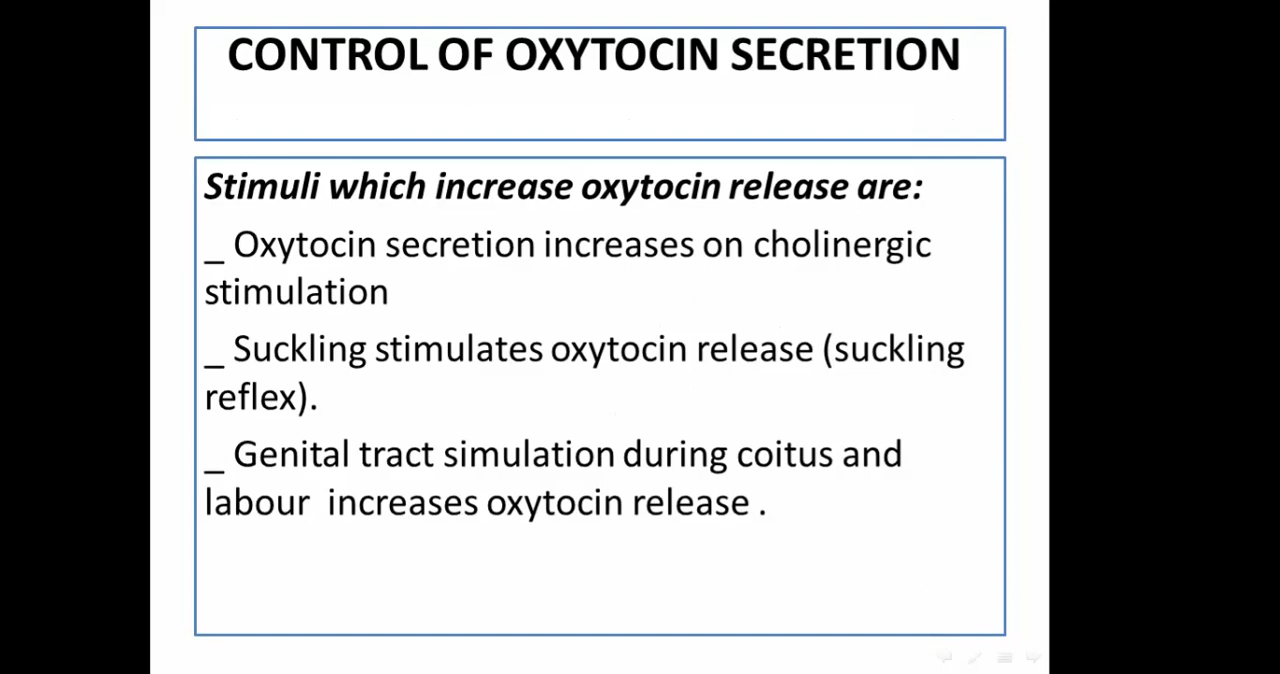 CONTROL OF OXYTOCIN SECRETION
Stimuli which increase oxytocin release are:
_ Oxytocin secretion increases on cholinergic
stimulation
_ Suckling stimulates oxytocin release (suckling
reflex).
_ Genital tract simulation during coitus and
labour  increases oxytocin release .